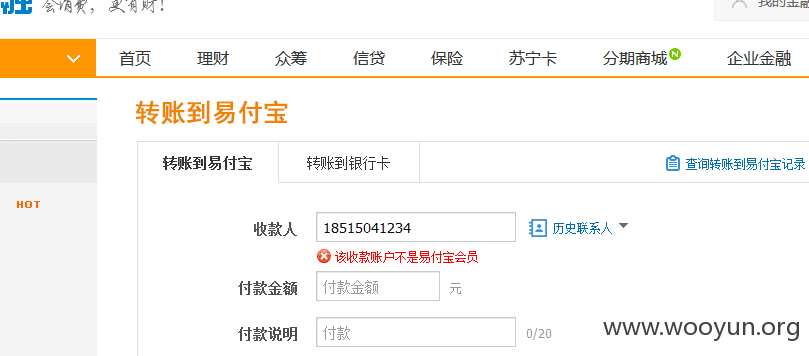 会消费，更有财！
我的金融
首页 理财 众筹 信贷 保险 苏宁卡 分期商城 N 企业金融
转账到易付宝
转账到易付宝 转账到银行卡 查询转账到易付宝记录
HOT
收款人 18515041234 历史联系人
该收款账户不是易付宝会员
付款金额 付款金额 元
付款说明 付款 0/20
www.wooyun.org